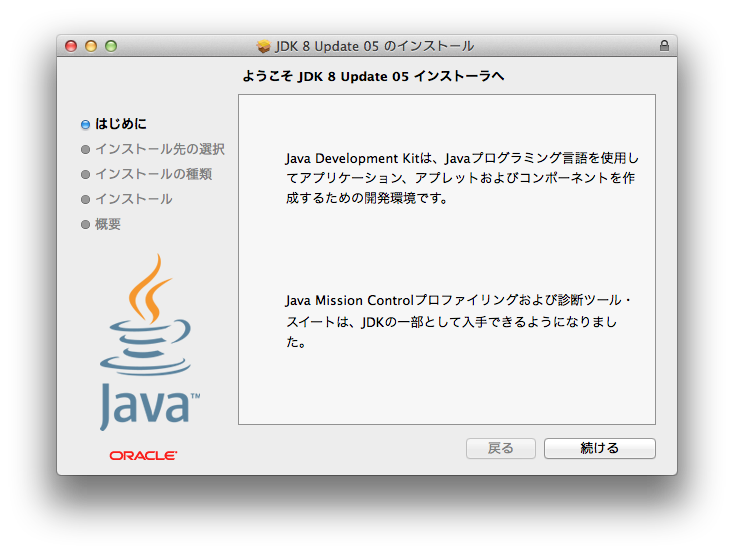 JDK 8 Update 05 のインストール
ようこそ JDK 8 Update 05 インストーラへ
はじめに
インストール先の選択
インストールの種類
インストール
概要
Java Development Kitは、Javaプログラミング言語を使用し
てアプリケーション、アプレットおよびコンポーネントを作
成するための開発環境です。
Java Mission Controlプロファイリングおよび診断ツール・
スイートは、JDKの一部として入手できるようになりまし
た。
Java™
ORACLE
戻る
続ける